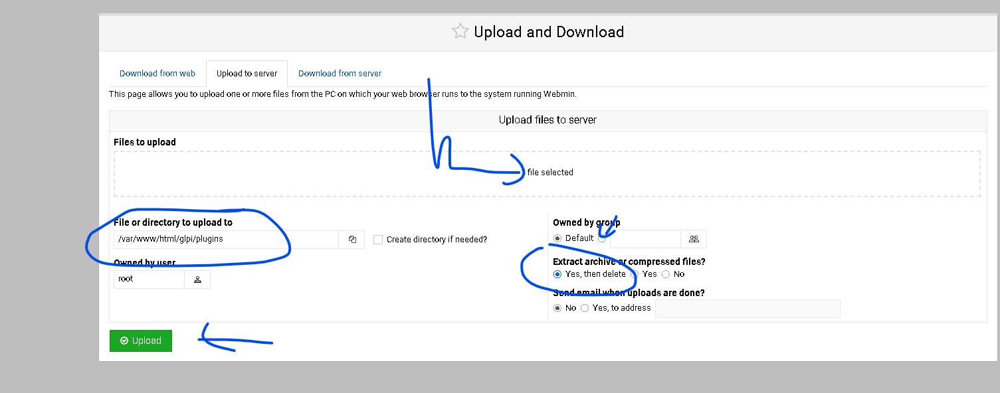 Upload and Download
Download from web Upload to server Download from server
This page allows you to upload one or more files from the PC on which your web browser runs to the system running Webmin.
Upload files to server
Files to upload
file selected
File or directory to upload to
/var/www/html/glpi/plugins
Create directory if needed?
Owned by user
root
Owned by group
Default
Extract archive or compressed files?
Yes, then delete Yes No
Send email when uploads are done?
No Yes, to address
Upload